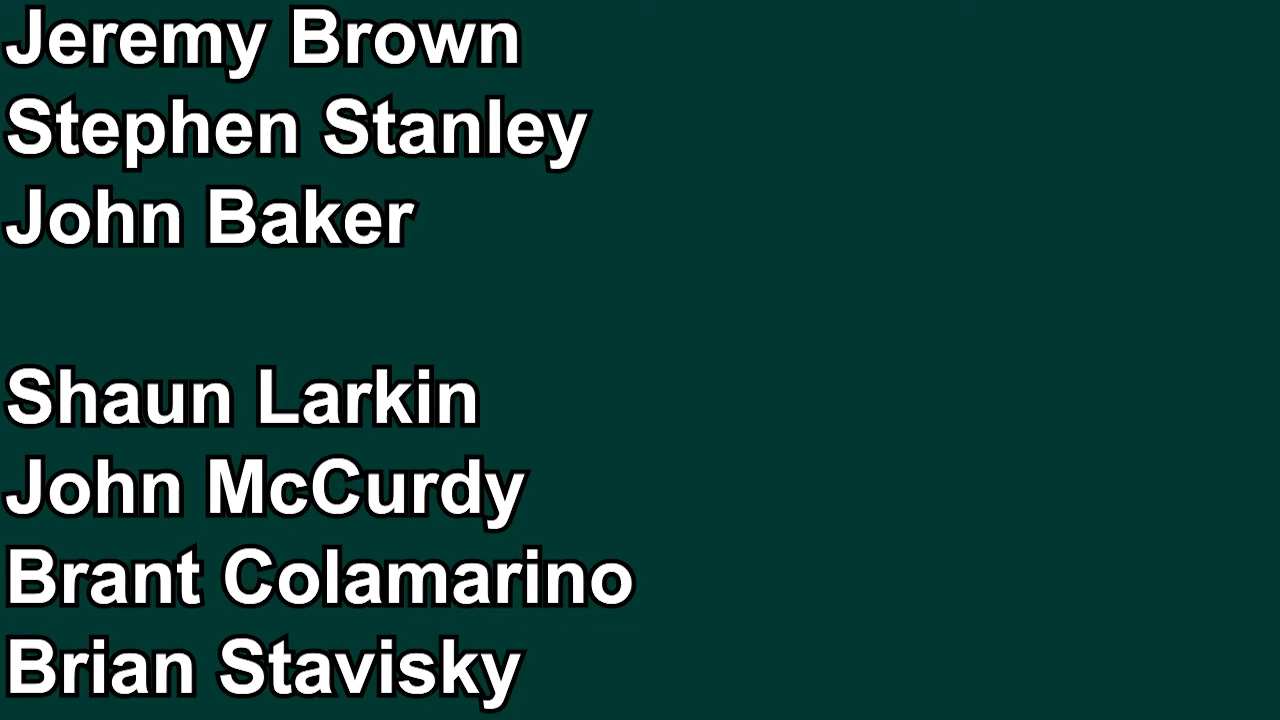 Jeremy Brown
Stephen Stanley
John Baker
Shaun Larkin
John McCurdy
Brant Colamarino
Brian Stavisky